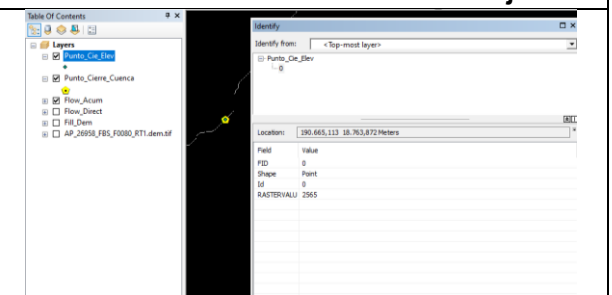 Table Of Contents
Layers
Punto_Cie_Elev
Punto_Cierre_Cuenca
Flow_Acum
Flow_Direct
Fill_Dem
AP_26958_FBS_F0080_RT1.dem.tif
Identify
Identify from: <Top-most layer>
Punto_Cie_Elev
0
Location: 190.665,113 18.763,872 Meters
Field Value
FID 0
Shape Point
Id 0
RASTERVALU 2565